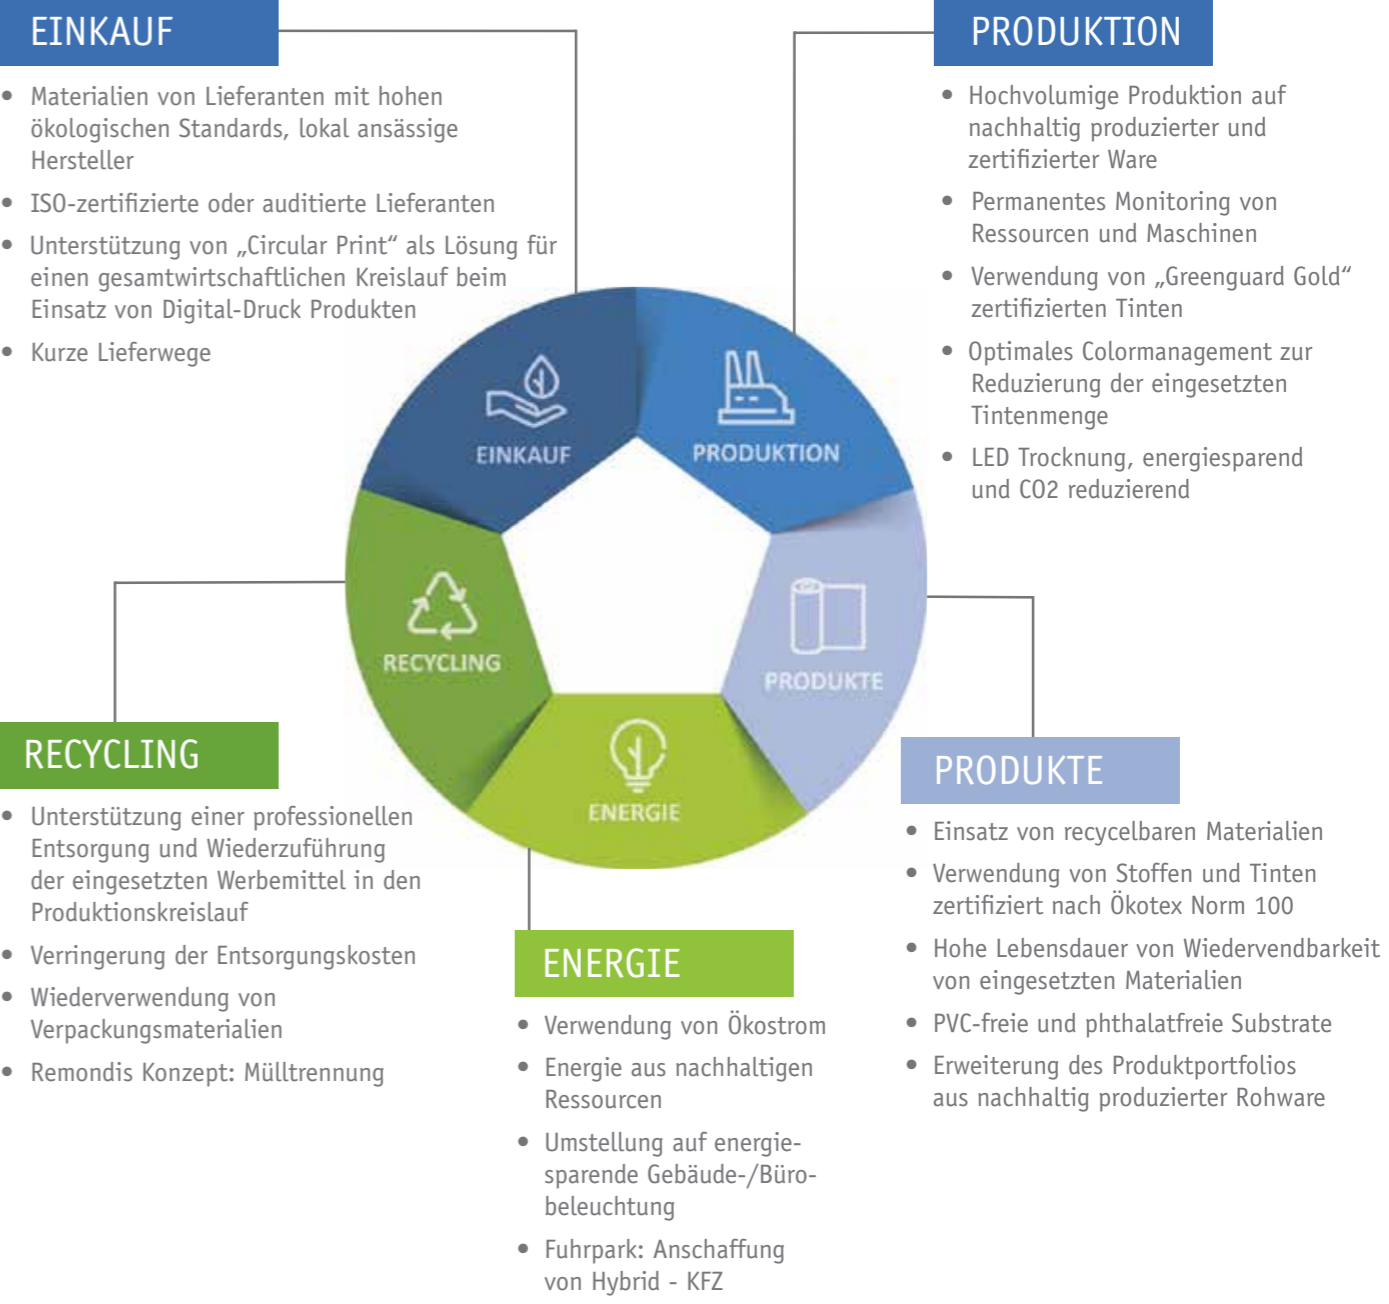 EINKAUF
• Materialien von Lieferanten mit hohen
ökologischen Standards, lokal ansässige
Hersteller
• ISO-zertifizierte oder auditierte Lieferanten
• Unterstützung von „Circular Print“ als Lösung für
einen gesamtwirtschaftlichen Kreislauf beim
Einsatz von Digital-Druck Produkten
• Kurze Lieferwege
PRODUKTION
• Hochvolumige Produktion auf
nachhaltig produzierter und
zertifizierter Ware
• Permanentes Monitoring von
Ressourcen und Maschinen
• Verwendung von „Greenguard Gold“
zertifizierten Tinten
• Optimales Colormanagement zur
Reduzierung der eingesetzten
Tintenmenge
• LED Trocknung, energiesparend
und CO2 reduzierend
EINKAUF
PRODUKTION
RECYCLING
PRODUKTE
ENERGIE
RECYCLING
• Unterstützung einer professionellen
Entsorgung und Wiederzuführung
der eingesetzten Werbemittel in den
Produktionskreislauf
• Verringerung der Entsorgungskosten
• Wiederverwendung von
Verpackungsmaterialien
• Remondis Konzept: Mülltrennung
ENERGIE
• Verwendung von Ökostrom
• Energie aus nachhaltigen
Ressourcen
• Umstellung auf energie-
sparende Gebäude-/Büro-
beleuchtung
• Fuhrpark: Anschaffung
von Hybrid - KFZ
PRODUKTE
• Einsatz von recycelbaren Materialien
• Verwendung von Stoffen und Tinten
zertifiziert nach Ökotex Norm 100
• Hohe Lebensdauer von Wiedervendbarkeit
von eingesetzten Materialien
• PVC-freie und phthalatfreie Substrate
• Erweiterung des Produktportfolios
aus nachhaltig produzierter Rohware